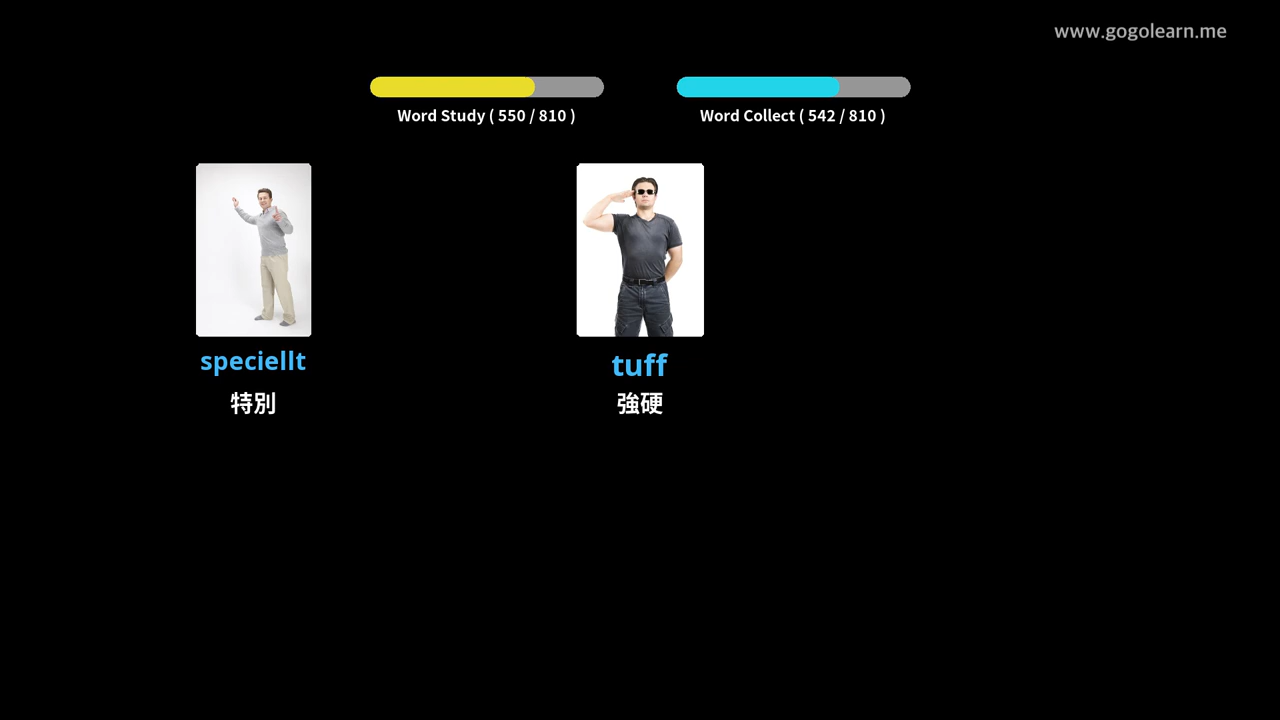 www.gogolearn.me
Word Study ( 550 / 810 )
Word Collect ( 542 / 810 )
speciellt
特別
tuff
強硬